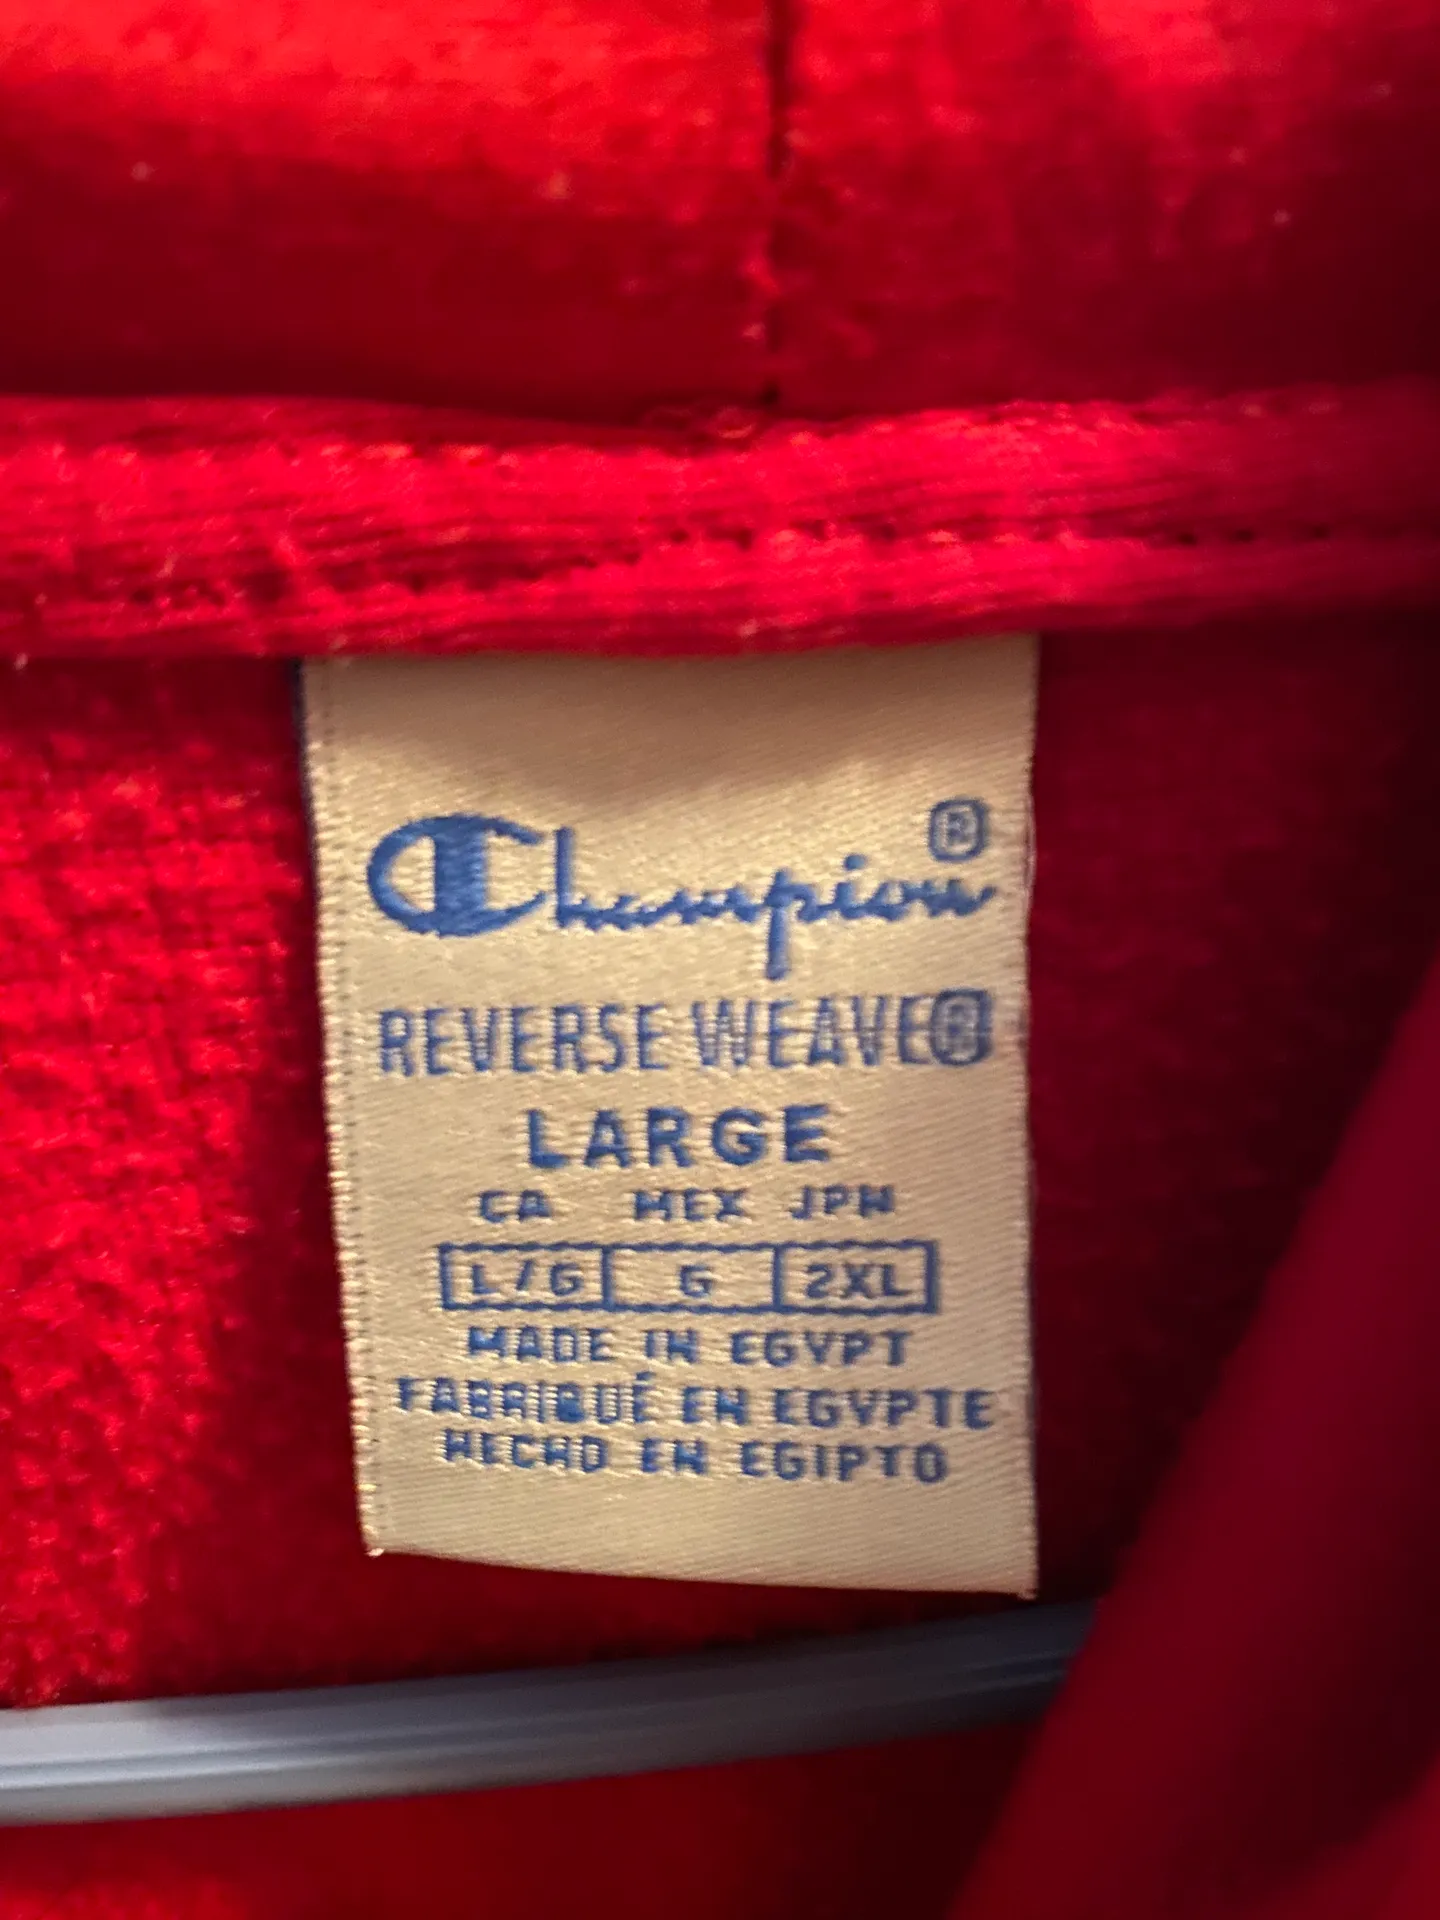 Champion®
REVERSE WEAVE®
LARGE
CA MEX JPN
L/G G 2XL
MADE IN EGYPT
FABRIQUÉ EN EGYPTE
HECHO EN EGIPTO